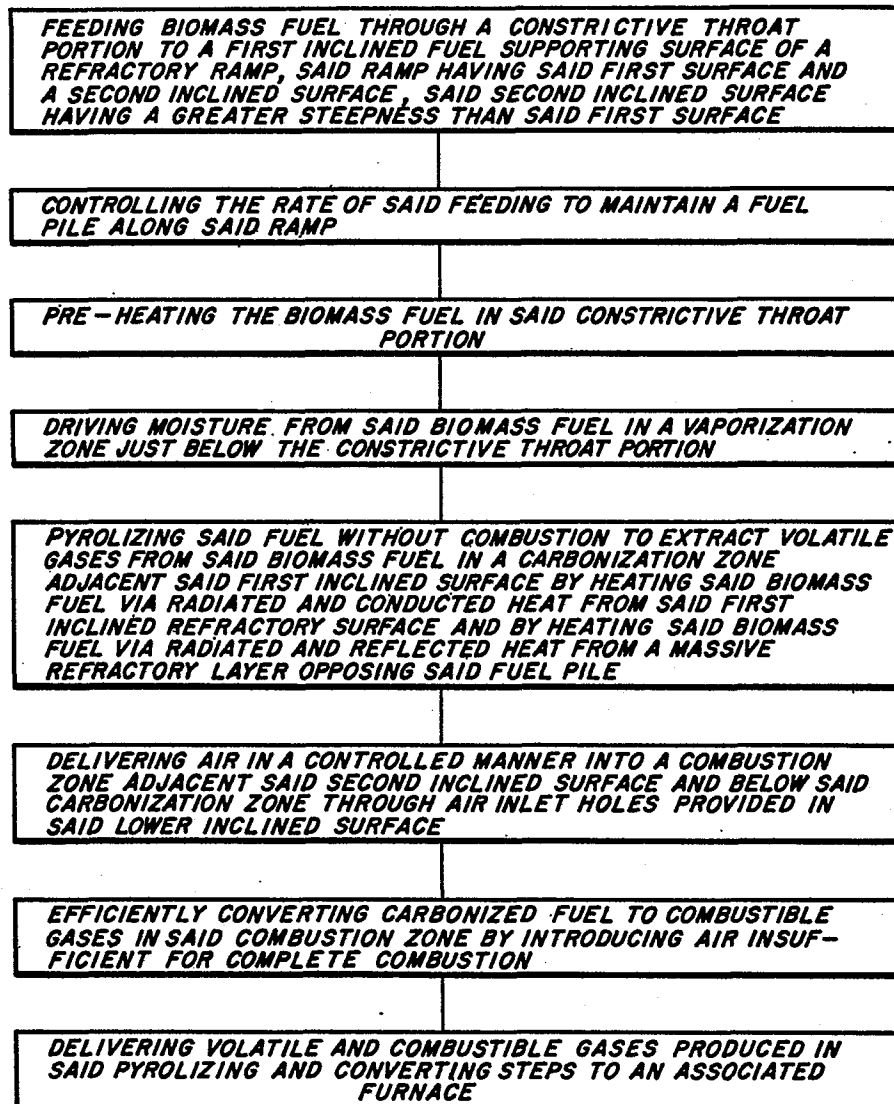 FEEDING BIOMASS FUEL THROUGH A CONSTRICTIVE THROAT
PORTION TO A FIRST INCLINED FUEL SUPPORTING SURFACE OF A
REFRACTORY RAMP, SAID RAMP HAVING SAID FIRST SURFACE AND
A SECOND INCLINED SURFACE, SAID SECOND INCLINED SURFACE
HAVING A GREATER STEEPNESS THAN SAID FIRST SURFACE
CONTROLLING THE RATE OF SAID FEEDING TO MAINTAIN A FUEL
PILE ALONG SAID RAMP
PRE-HEATING THE BIOMASS FUEL IN SAID CONSTRICTIVE THROAT
PORTION
DRIVING MOISTURE FROM SAID BIOMASS FUEL IN A VAPORIZATION
ZONE JUST BELOW THE CONSTRICTIVE THROAT PORTION
PYROLIZING SAID FUEL WITHOUT COMBUSTION TO EXTRACT VOLATILE
GASES FROM SAID BIOMASS FUEL IN A CARBONIZATION ZONE
ADJACENT SAID FIRST INCLINED SURFACE BY HEATING SAID BIOMASS
FUEL VIA RADIATED AND CONDUCTED HEAT FROM SAID FIRST
INCLINED REFRACTORY SURFACE AND BY HEATING SAID BIOMASS
FUEL VIA RADIATED AND REFLECTED HEAT FROM A MASSIVE
REFRACTORY LAYER OPPOSING SAID FUEL PILE
DELIVERING AIR IN A CONTROLLED MANNER INTO A COMBUSTION
ZONE ADJACENT SAID SECOND INCLINED SURFACE AND BELOW SAID
CARBONIZATION ZONE THROUGH AIR INLET HOLES PROVIDED IN
SAID LOWER INCLINED SURFACE
EFFICIENTLY CONVERTING CARBONIZED FUEL TO COMBUSTIBLE
GASES IN SAID COMBUSTION ZONE BY INTRODUCING AIR INSUF-
FICIENT FOR COMPLETE COMBUSTION
DELIVERING VOLATILE AND COMBUSTIBLE GASES PRODUCED IN
SAID PYROLIZING AND CONVERTING STEPS TO AN ASSOCIATED
FURNACE